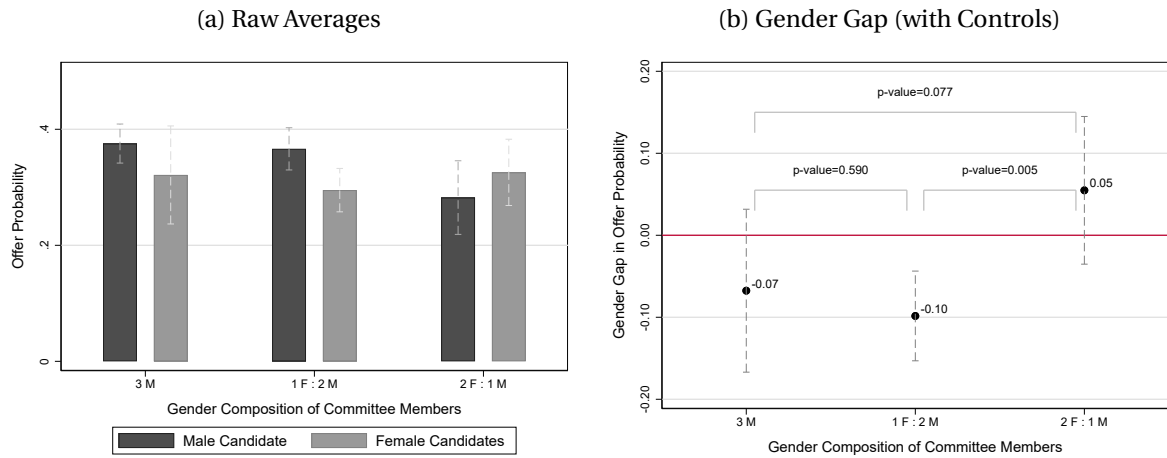 (a) Raw Averages
Offer Probability
.4
.2
0
3 M
1 F : 2 M
2 F : 1 M
Gender Composition of Committee Members
Male Candidate
Female Candidates
(b) Gender Gap (with Controls)
Gender Gap in Offer Probability
0.20
0.10
0.00
-0.10
-0.20
p-value=0.077
p-value=0.590
p-value=0.005
-0.07
-0.10
0.05
3 M
1 F : 2 M
2 F : 1 M
Gender Composition of Committee Members